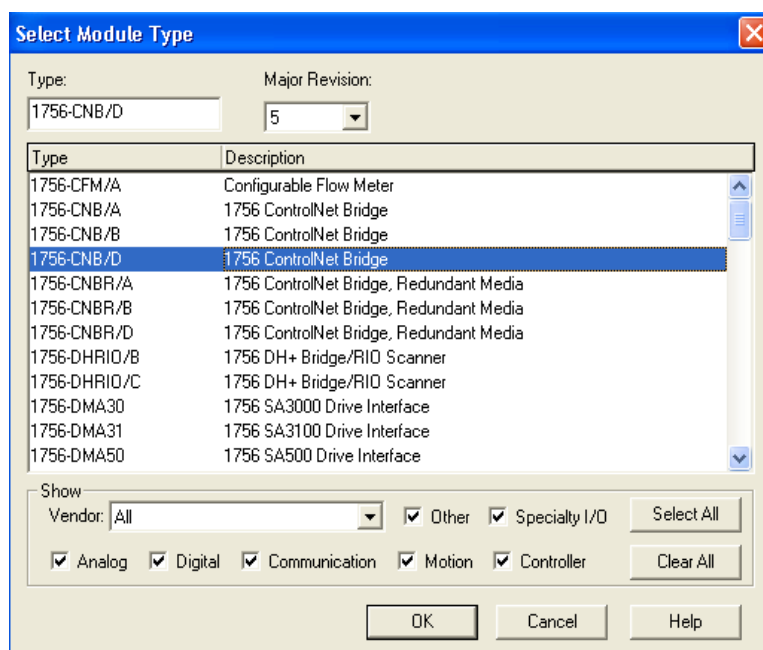 Select Module Type
Type: Major Revision:
1756-CNB/D 5
Type Description
1756-CFM/A Configurable Flow Meter
1756-CNB/A 1756 ControlNet Bridge
1756-CNB/B 1756 ControlNet Bridge
1756-CNB/D 1756 ControlNet Bridge
1756-CNBR/A 1756 ControlNet Bridge, Redundant Media
1756-CNBR/B 1756 ControlNet Bridge, Redundant Media
1756-CNBR/D 1756 ControlNet Bridge, Redundant Media
1756-DHRIO/B 1756 DH+ Bridge/RIO Scanner
1756-DHRIO/C 1756 DH+ Bridge/RIO Scanner
1756-DMA30 1756 SA3000 Drive Interface
1756-DMA31 1756 SA3100 Drive Interface
1756-DMA50 1756 SA500 Drive Interface
Show
Vendor: All Other Specialty I/O Select All
Analog Digital Communication Motion Controller Clear All
OK Cancel Help